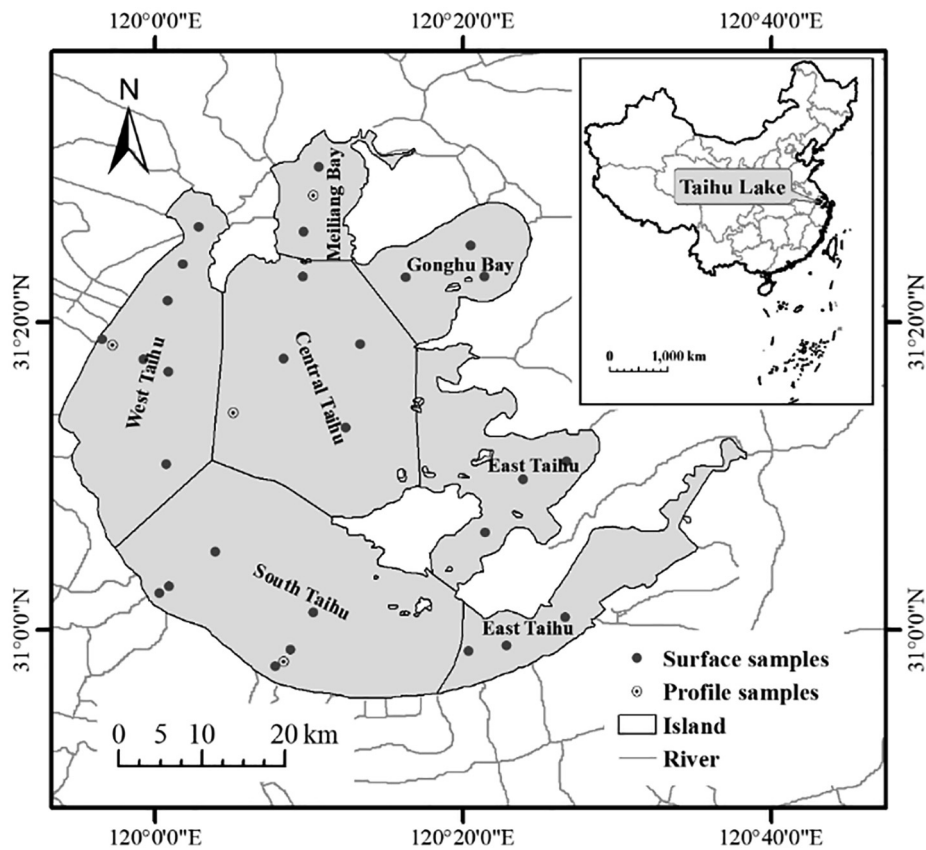 120°0'0"E 120°20'0"E 120°40'0"E
N
Taihu Lake
0 1,000 km
Meiliang Bay
Gonghu Bay
31°20'0"N 31°20'0"N
West Taihu
Central Taihu
East Taihu
South Taihu
East Taihu
31°0'0"N 31°0'0"N
Surface samples
Profile samples
Island
River
0 5 10 20 km
120°0'0"E 120°20'0"E 120°40'0"E